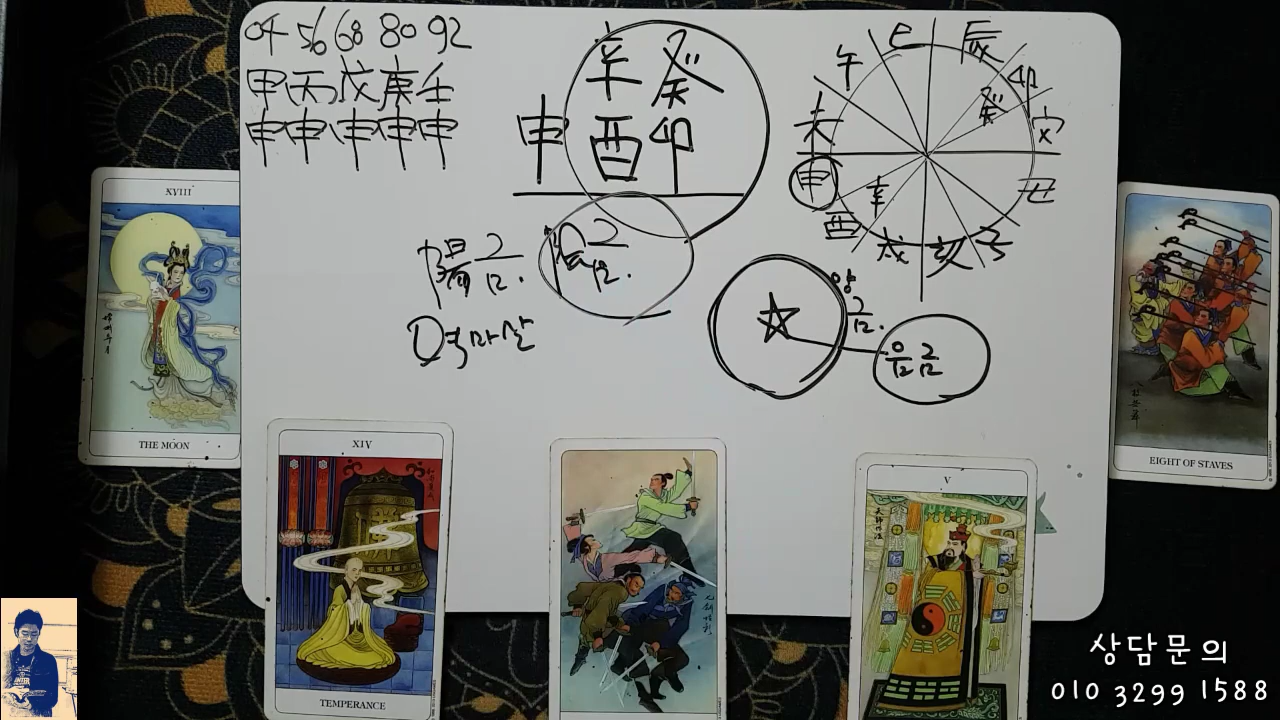 04 56 68 80 92
甲丙戊庚壬
申申申申申
辛癸
申酉卯
陽 2/12. 陰 2/12.
역마살
巳 辰
午 卯
癸
未 寅
申 丑
辛
酉
戌 亥 子
양
2/12.
음 2/12
XVIII
THE MOON
XIV
TEMPERANCE
V
EIGHT OF STAVES
상담문의
010 3299 1588